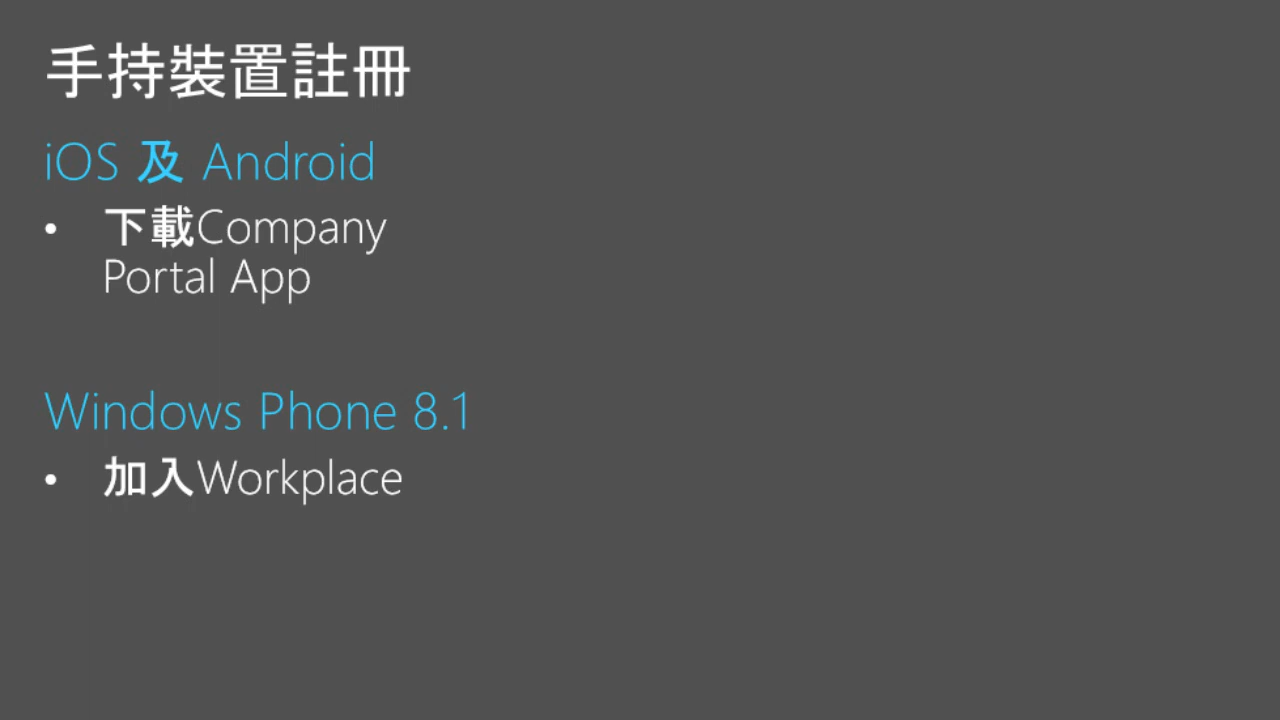 手持裝置註冊
iOS 及 Android
• 下載Company
Portal App
Windows Phone 8.1
• 加入Workplace